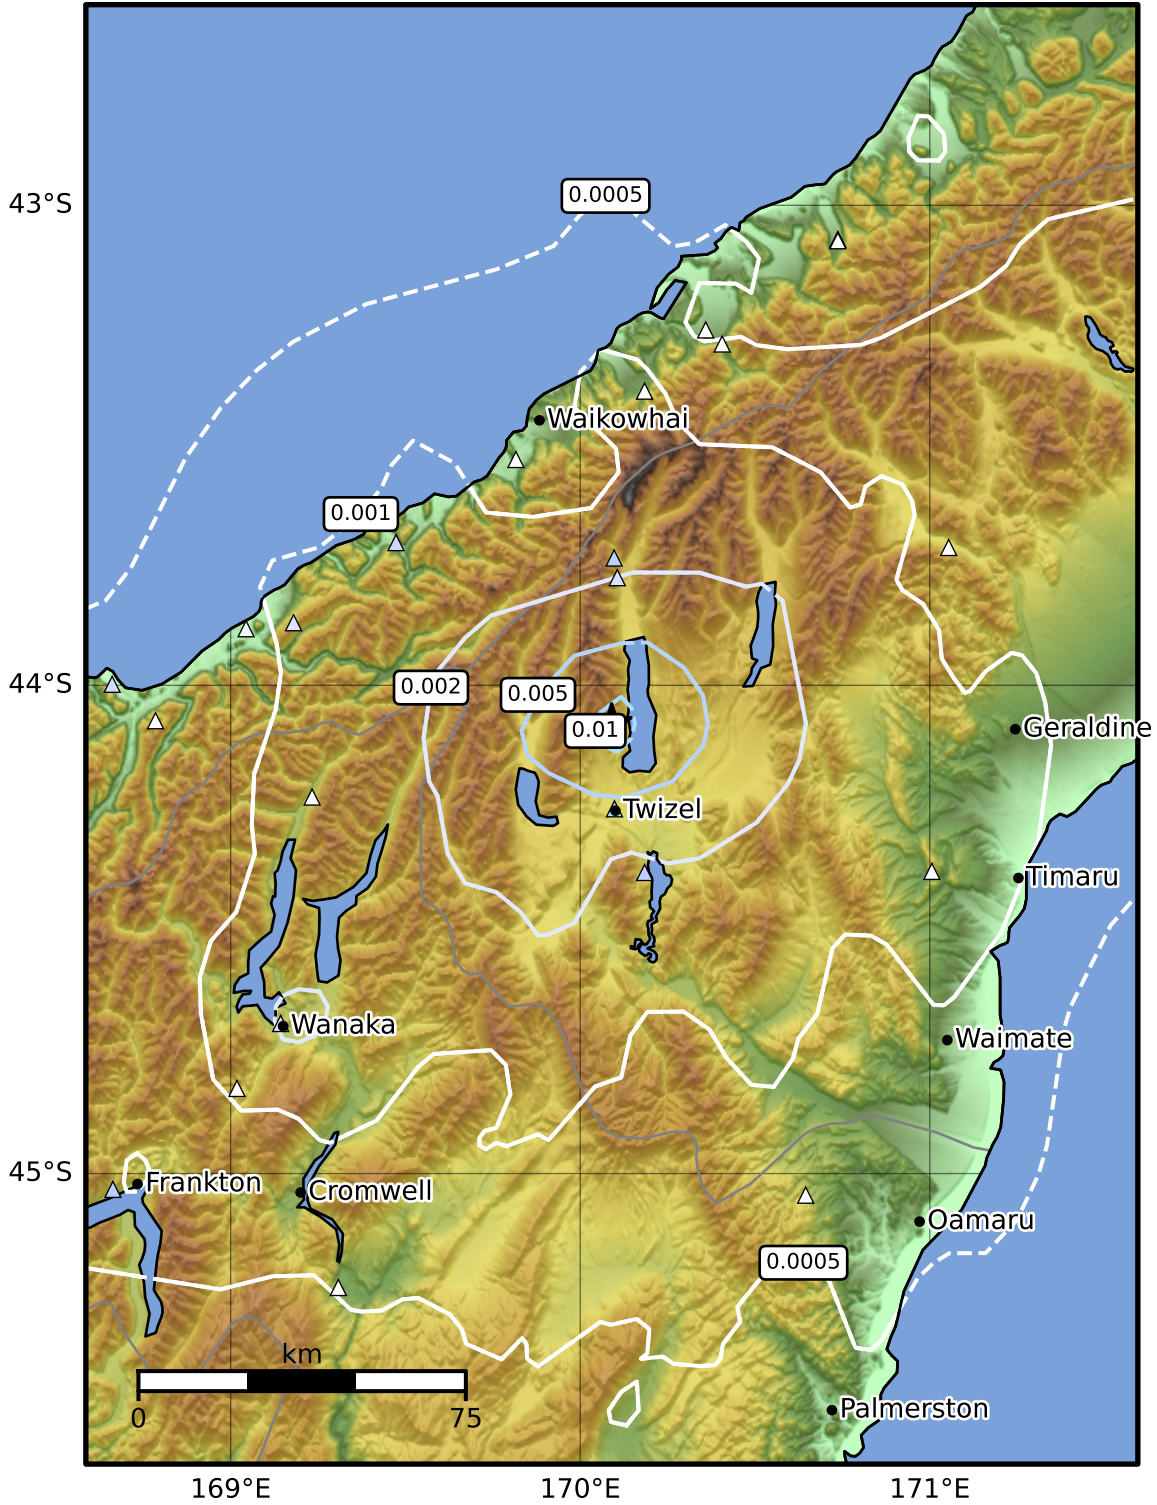 0.0005
43°S
Waikowhai
0.001
44°S
0.002
0.005
0.01
Geraldine
Twizel
Timaru
Wanaka
Waimate
45°S
Frankton
Cromwell
Oamaru
0.0005
km
0
75
Palmerston
169°E
170°E
171°E